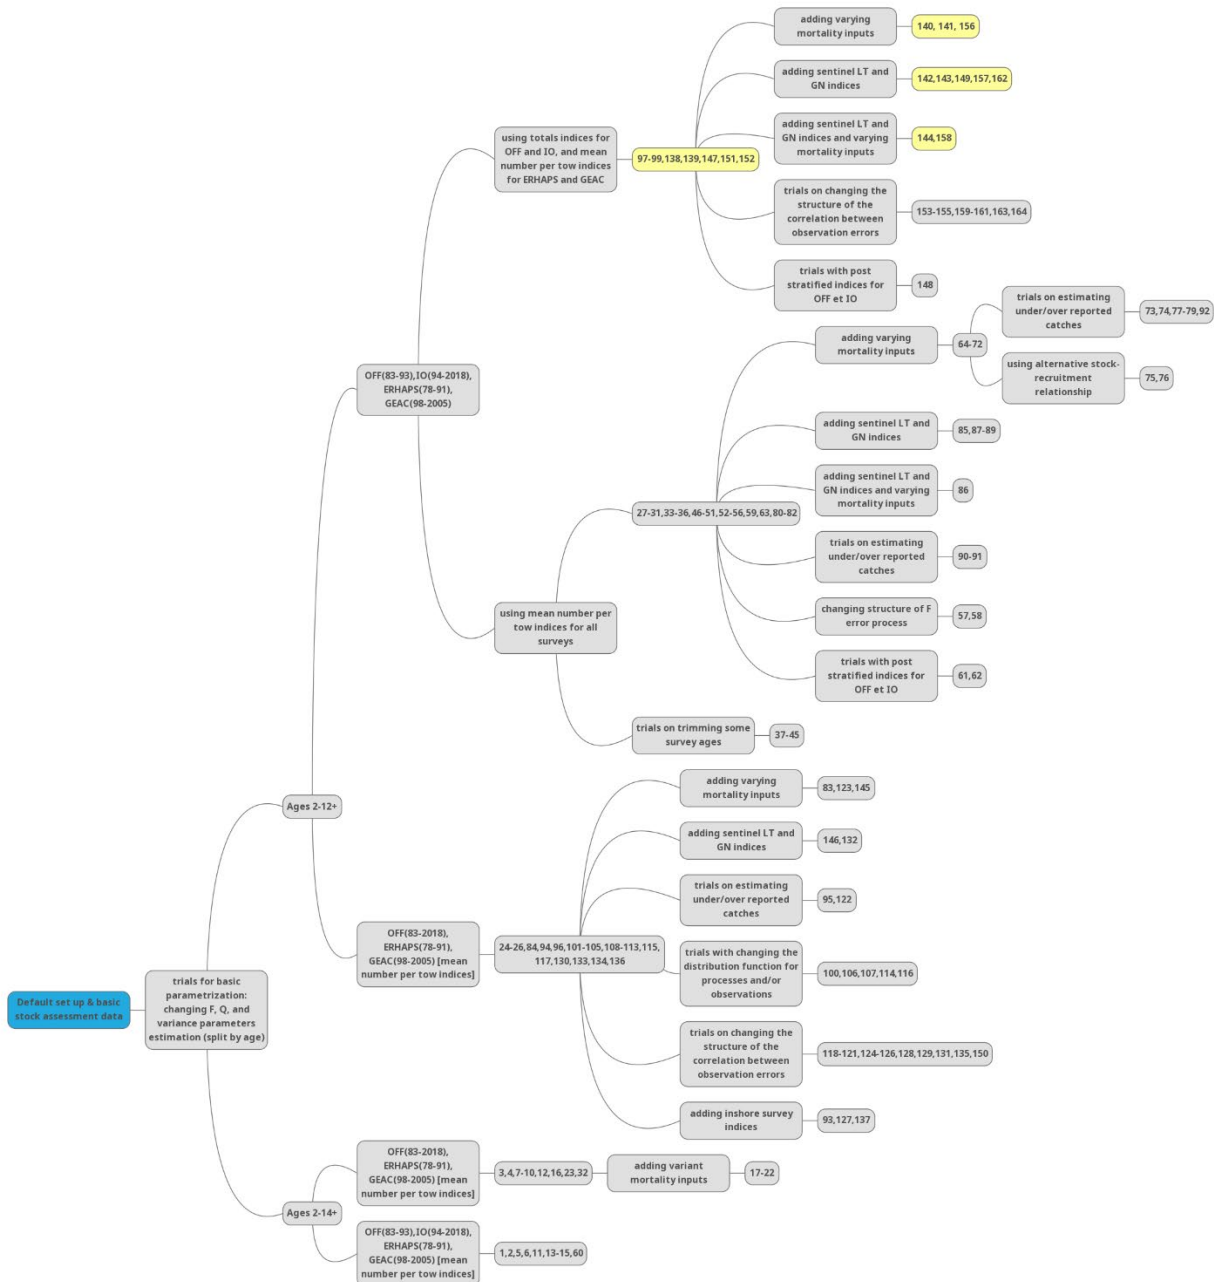 adding varying
mortality inputs
140, 141, 156
adding sentinel LT and
GN indices
142,143,149,157,162
using totals indices for
OFF and IO, and mean
number per tow indices
for ERHAPS and GEAC
97-99,138,139,147,151,152
adding sentinel LT and
GN indices and varying
mortality inputs
144,158
trials on changing the
structure of the
correlation between
observation errors
153-155,159-161,163,164
trials with post
stratified indices for
OFF et IO
148
OFF(83-93),IO(94-2018),
ERHAPS(78-91),
GEAC(98-2005)
adding varying
mortality inputs
64-72
trials on estimating
under/over reported
catches
73,74,77-79,92
using alternative stock-
recruitment
relationship
75,76
adding sentinel LT and
GN indices
85,87-89
adding sentinel LT and
GN indices and varying
mortality inputs
86
27-31,33-36,46-51,52-56,59,63,80-82
trials on estimating
under/over reported
catches
90-91
using mean number per
tow indices for all
surveys
changing structure of F
error process
57,58
trials with post
stratified indices for
OFF et IO
61,62
trials on trimming some
survey ages
37-45
Ages 2-12+
adding varying
mortality inputs
83,123,145
adding sentinel LT and
GN indices
146,132
trials on estimating
under/over reported
catches
95,122
OFF(83-2018),
ERHAPS(78-91),
GEAC(98-2005) [mean
number per tow indices]
24-26,84,94,96,101-105,108-113,115,
117,130,133,134,136
trials with changing the
distribution function for
processes and/or
observations
100,106,107,114,116
Default set up & basic
stock assessment data
trials for basic
parametrization:
changing F, Q, and
variance parameters
estimation (split by age)
trials on changing the
structure of the
correlation between
observation errors
118-121,124-126,128,129,131,135,150
adding inshore survey
indices
93,127,137
OFF(83-2018),
ERHAPS(78-91),
GEAC(98-2005) [mean
number per tow indices]
3,4,7-10,12,16,23,32
adding variant
mortality inputs
17-22
Ages 2-14+
OFF(83-93),IO(94-2018),
ERHAPS(78-91),
GEAC(98-2005) [mean
number per tow indices]
1,2,5,6,11,13-15,60